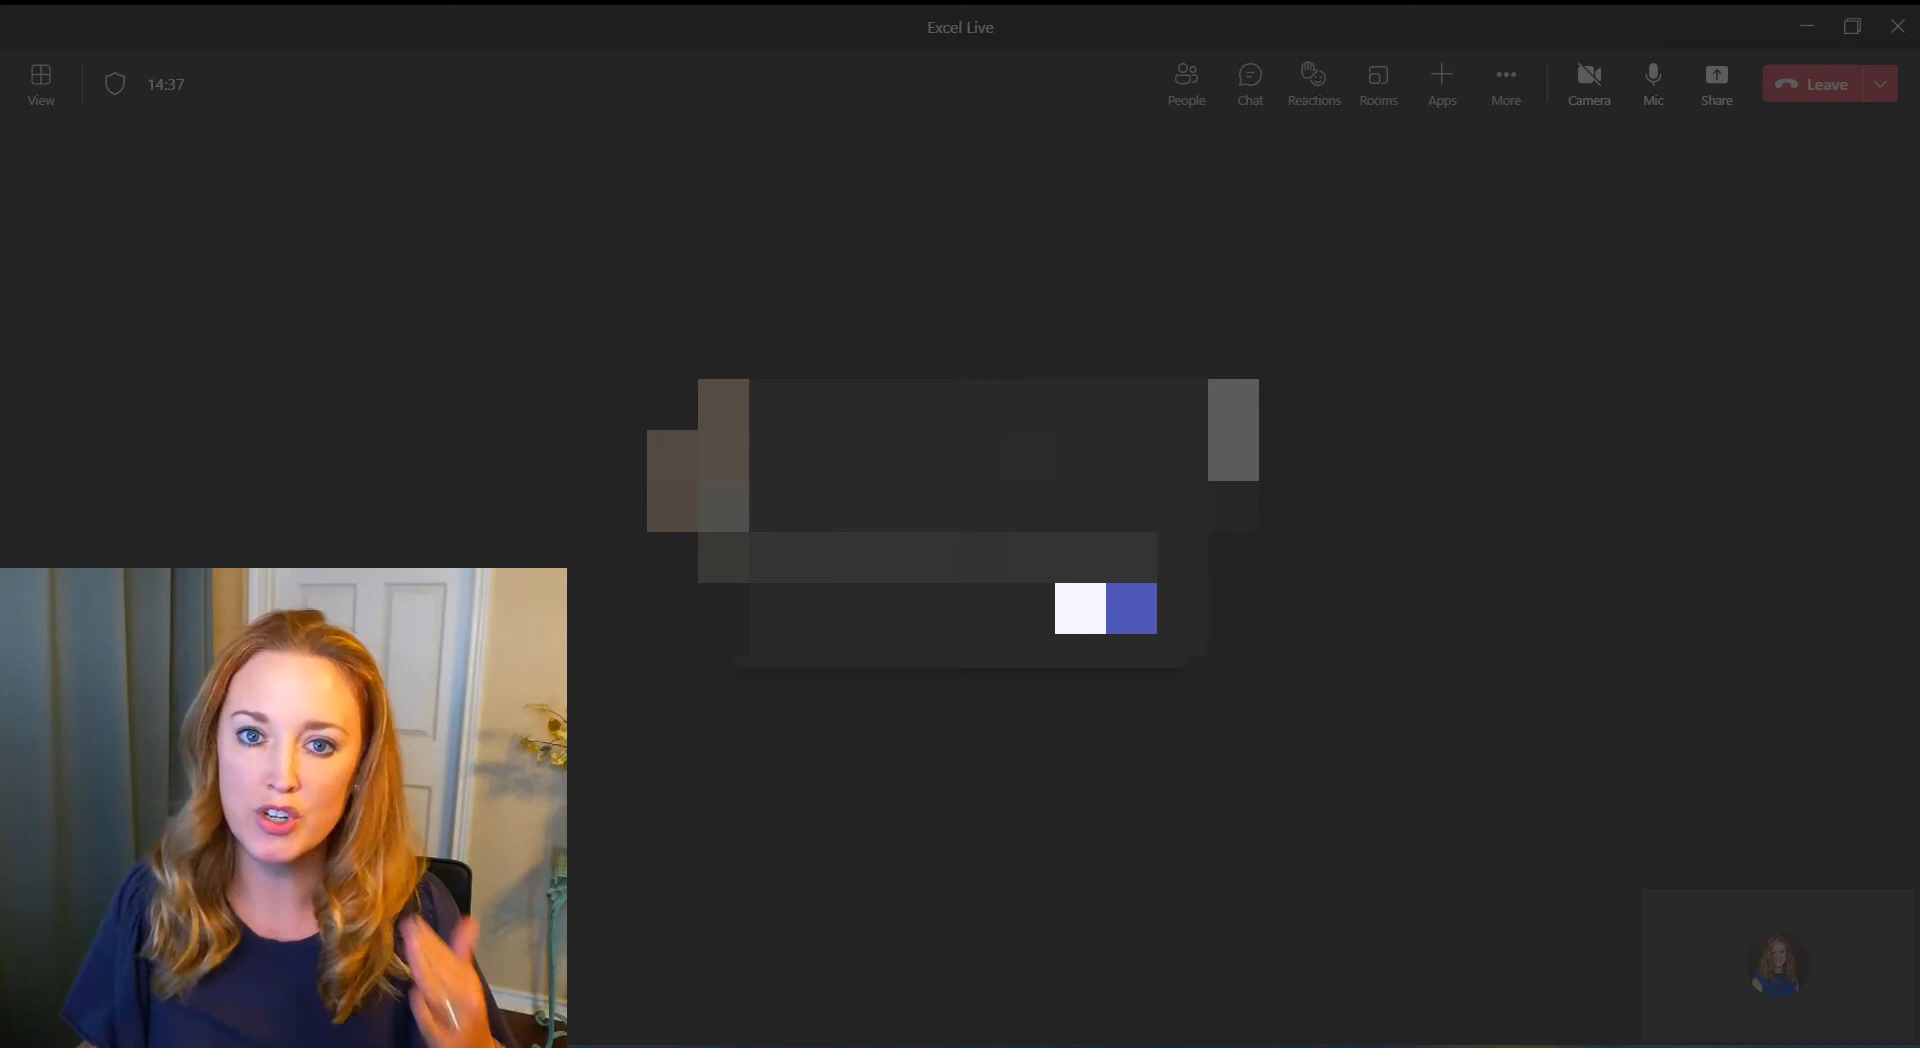 Excel Live
View
14:37
People
Chat
Reactions
Rooms
Apps
More
Camera
Mic
Share
Leave